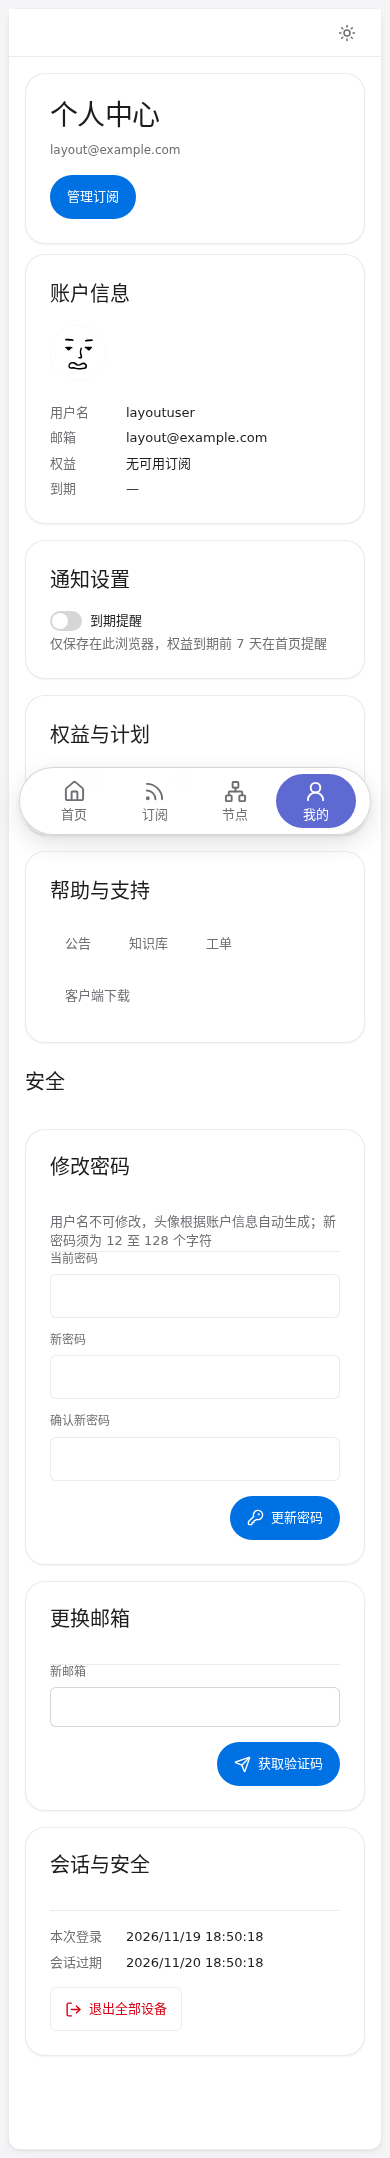 个人中心
layout@example.com
管理订阅
账户信息
用户名 layoutuser
邮箱 layout@example.com
权益 无可用订阅
到期 —
通知设置
到期提醒
仅保存在此浏览器，权益到期前 7 天在首页提醒
权益与计划
首页 订阅 节点 我的
帮助与支持
公告 知识库 工单
客户端下载
安全
修改密码
用户名不可修改，头像根据账户信息自动生成；新
密码须为 12 至 128 个字符
当前密码
新密码
确认新密码
更新密码
更换邮箱
新邮箱
获取验证码
会话与安全
本次登录 2026/11/19 18:50:18
会话过期 2026/11/20 18:50:18
退出全部设备